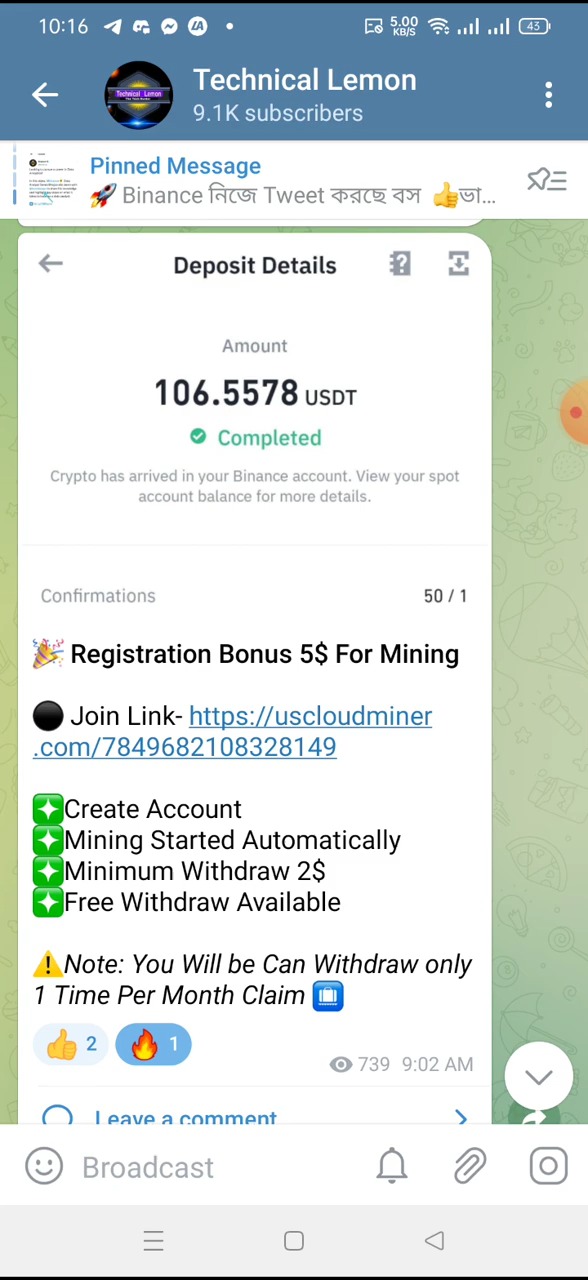 10:16
5.00 KB/S
43
Technical Lemon
9.1K subscribers
Technical Lemon
Pinned Message
🚀 Binance নিজে Tweet করছে বস 👍ভা...
Deposit Details
Amount
106.5578 USDT
Completed
Crypto has arrived in your Binance account. View your spot
account balance for more details.
Confirmations 50 / 1
🎉 Registration Bonus 5$ For Mining
⚫ Join Link- https://uscloudminer
.com/7849682108328149
❇️Create Account
❇️Mining Started Automatically
❇️Minimum Withdraw 2$
❇️Free Withdraw Available
⚠️Note: You Will be Can Withdraw only
1 Time Per Month Claim 🛅
👍 2 🔥 1
739 9:02 AM
Leave a comment
Broadcast